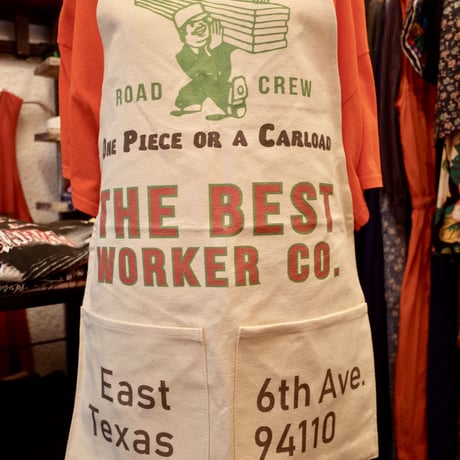 ROAD CREW
ONE PIECE OR A CARLOAD
THE BEST
WORKER CO.
East
Texas
6th Ave.
94110